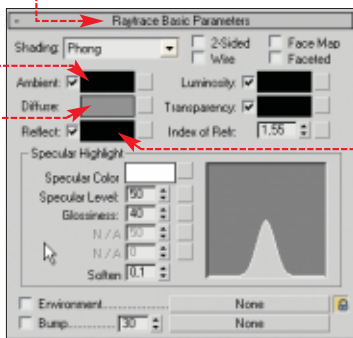 - Raytrace Basic Parameters
Shading: Phong 2-Sided Face Map
Wire Faceted
Ambient: Luminosity:
Diffuse: Transparency:
Reflect: Index of Refr: 1.55
Specular Highlight
Specular Color
Specular Level: 50
Glossiness: 40
N/A 50
N/A 0
Soften 0.1
Environment................ None
Bump........ 30 None